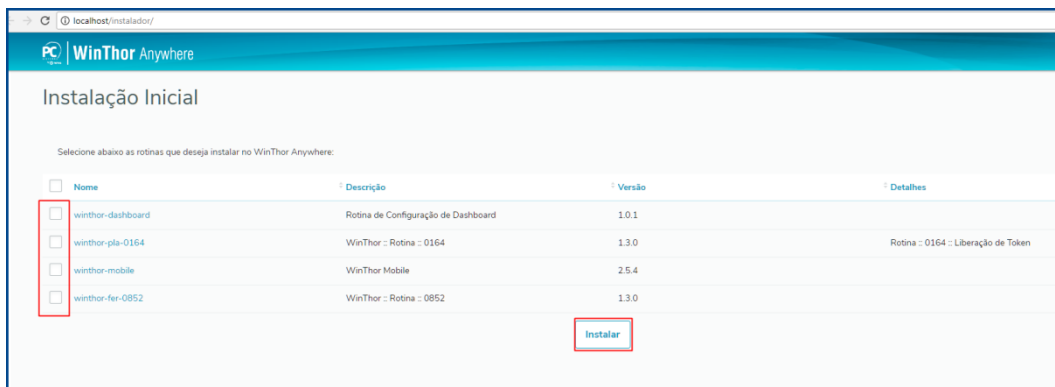 localhost/instalador/
PC WinThor Anywhere
Instalação Inicial
Selecione abaixo as rotinas que deseja instalar no WinThor Anywhere:
Nome Descrição Versão Detalhes
winthor-dashboard Rotina de Configuração de Dashboard 1.0.1
winthor-pla-0164 WinThor :: Rotina :: 0164 1.3.0 Rotina :: 0164 :: Liberação de Token
winthor-mobile WinThor Mobile 2.5.4
winthor-fer-0852 WinThor :: Rotina :: 0852 1.3.0
Instalar